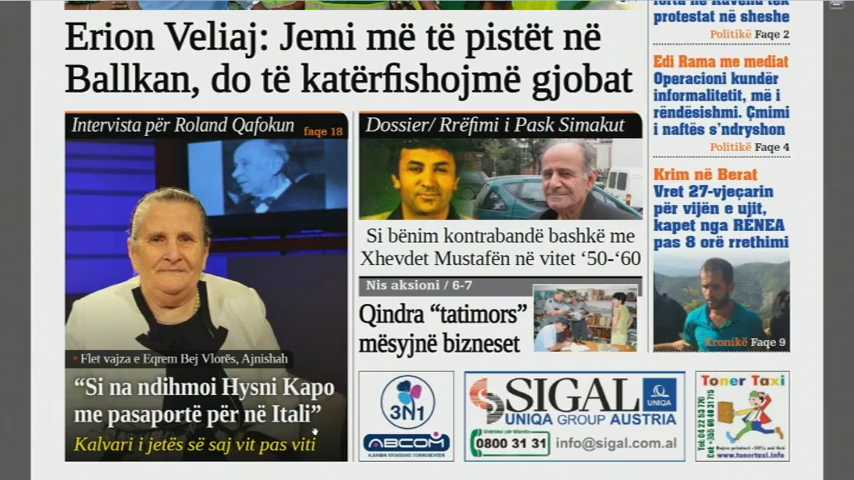 protestat në sheshe
Politikë Faqe 2
Erion Veliaj: Jemi më të pistët në
Ballkan, do të katërfishojmë gjobat
Intervista për Roland Qafokun faqe 18
• Flet vajza e Eqrem Bej Vlorës, Ajnishah
“Si na ndihmoi Hysni Kapo
me pasaportë për në Itali”
Kalvari i jetës së saj vit pas viti
Dossier/ Rrëfimi i Pask Simakut
Si bënim kontrabandë bashkë me
Xhevdet Mustafën në vitet ‘50-‘60
Nis aksioni / 6-7
Qindra “tatimors”
mësyjnë bizneset
Edi Rama me mediat
Operacioni kundër
informalitetit, më i
rëndësishmi. Çmimi
i naftës s’ndryshon
Politikë Faqe 4
Krim në Berat
Vret 27-vjeçarin
për vijën e ujit,
kapet nga RENEA
pas 8 orë rrethimi
Kronikë Faqe 9
3N1
ABCOM
ALBANIAN BROADBAND COMMUNICATION
SIGAL
UNIQA
UNIQA GROUP AUSTRIA
0800 31 31
info@sigal.com.al
Toner Taxi
www.tonertaxi.info